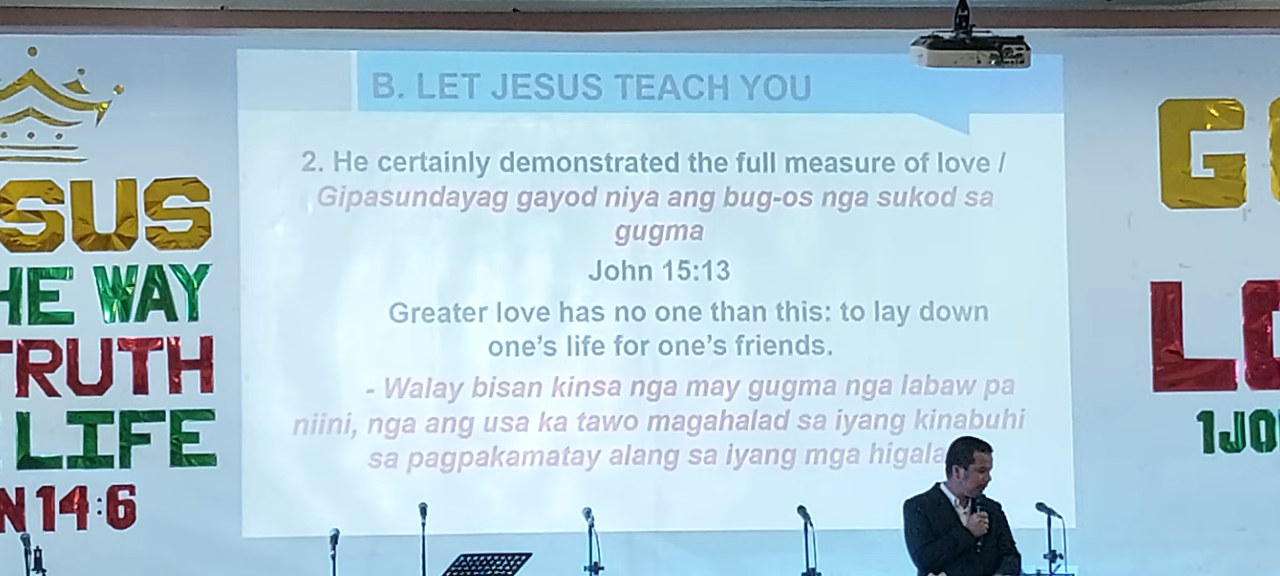 SUS
HE WAY
TRUTH
LIFE
N 14:6
B. LET JESUS TEACH YOU
2. He certainly demonstrated the full measure of love /
Gipasundayag gayod niya ang bug-os nga sukod sa
gugma
John 15:13
Greater love has no one than this: to lay down
one’s life for one’s friends.
- Walay bisan kinsa nga may gugma nga labaw pa
niini, nga ang usa ka tawo magahalad sa iyang kinabuhi
sa pagpakamatay alang sa iyang mga higala
G
L
1JO